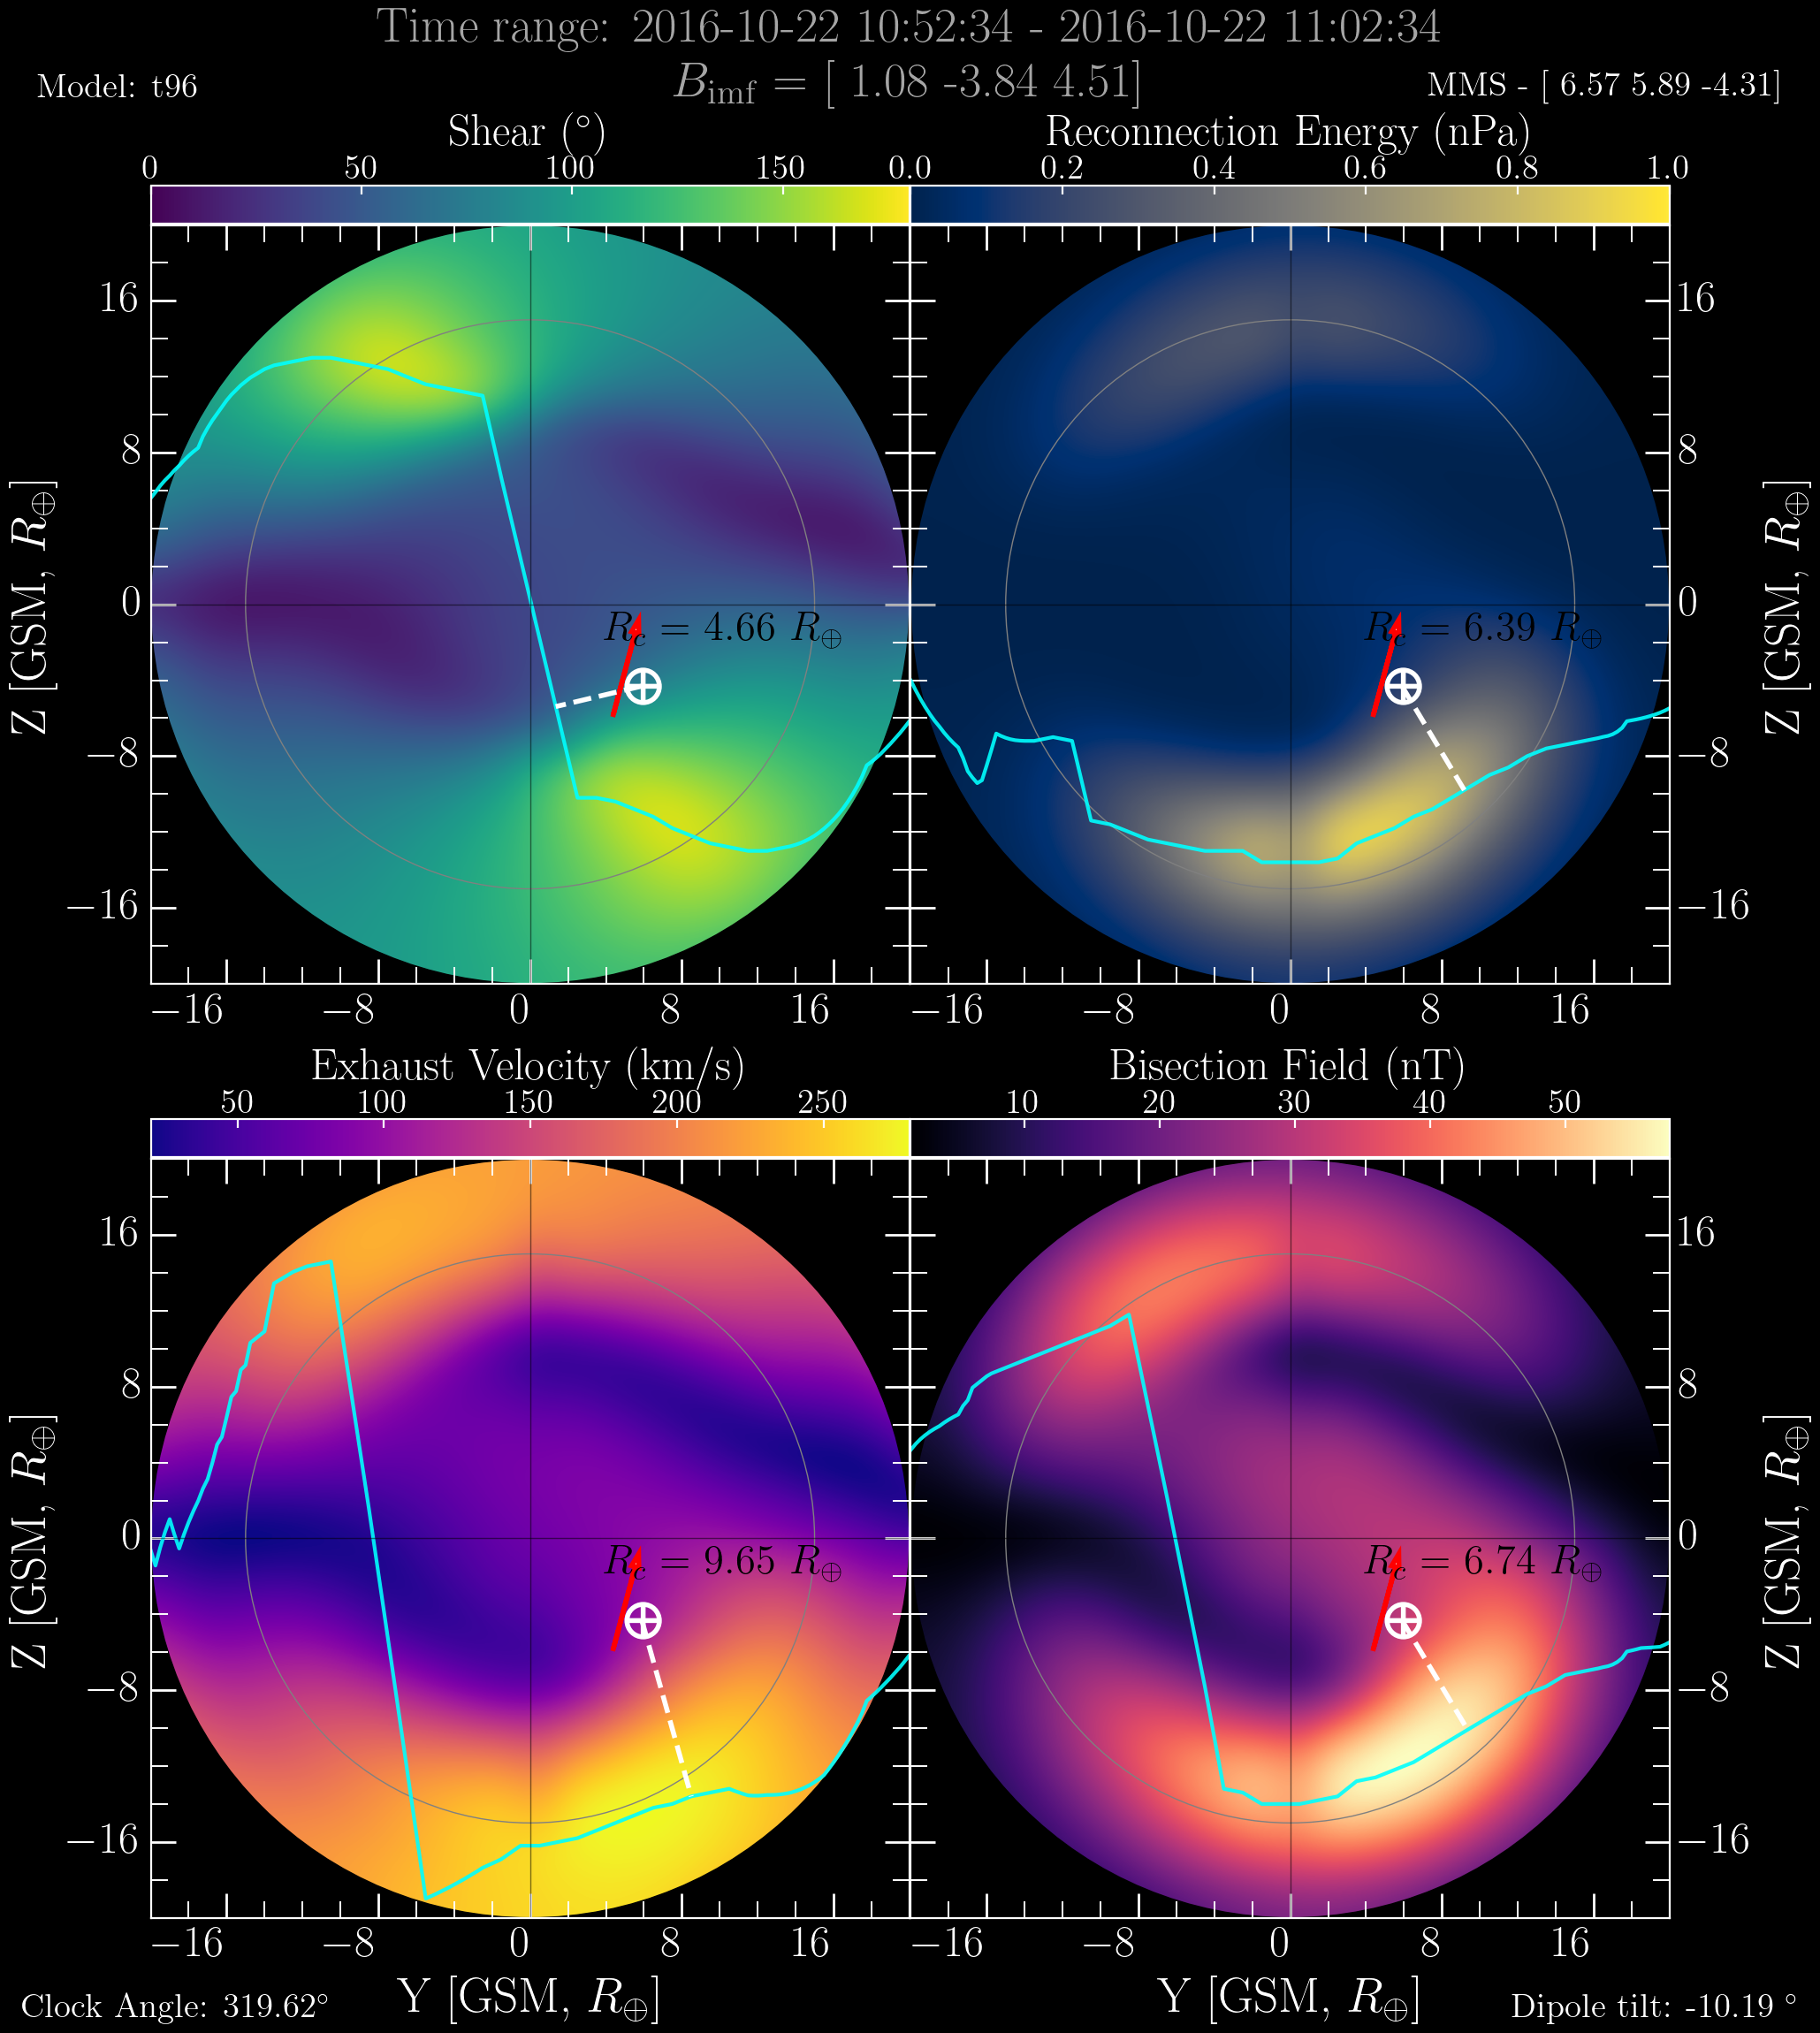 Time range: 2016-10-22 10:52:34 - 2016-10-22 11:02:34
Model: t96
B_imf = [ 1.08 -3.84 4.51]
MMS - [ 6.57 5.89 -4.31]
Shear (°)
Reconnection Energy (nPa)
0 50 100 150
0.0 0.2 0.4 0.6 0.8 1.0
Z [GSM, R⊕]
16
8
0
−8
−16
R_c = 4.66 R⊕
R_c = 6.39 R⊕
16
8
0
−8
−16
Z [GSM, R⊕]
−16 −8 0 8 16
−16 −8 0 8 16
Exhaust Velocity (km/s)
Bisection Field (nT)
50 100 150 200 250
10 20 30 40 50
Z [GSM, R⊕]
16
8
0
−8
−16
R_c = 9.65 R⊕
R_c = 6.74 R⊕
16
8
0
−8
−16
Z [GSM, R⊕]
−16 −8 0 8 16
−16 −8 0 8 16
Y [GSM, R⊕]
Y [GSM, R⊕]
Clock Angle: 319.62°
Dipole tilt: -10.19 °